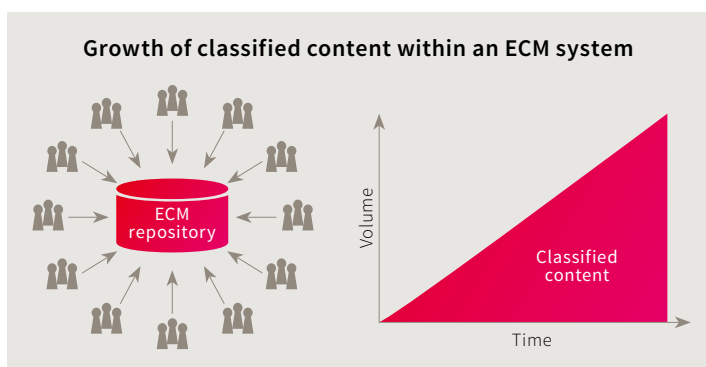 Growth of classified content within an ECM system
ECM
repository
Volume
Classified
content
Time